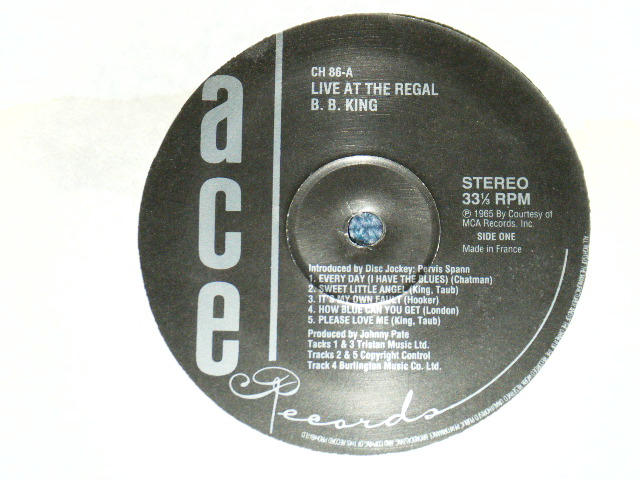 ace
Records
CH 86-A
LIVE AT THE REGAL
B. B. KING
STEREO
33⅓ RPM
℗ 1965 By Courtesy of
MCA Records, Inc.
SIDE ONE
Made in France
Introduced by Disc Jockey: Pervis Spann
1. EVERY DAY (I HAVE THE BLUES) (Chatman)
2. SWEET LITTLE ANGEL (King, Taub)
3. IT'S MY OWN FAULT (Hooker)
4. HOW BLUE CAN YOU GET (London)
5. PLEASE LOVE ME (King, Taub)
Produced by Johnny Pate
Tacks 1 & 3 Tristan Music Ltd.
Tracks 2 & 5 Copyright Control
Track 4 Burlington Music Co. Ltd.